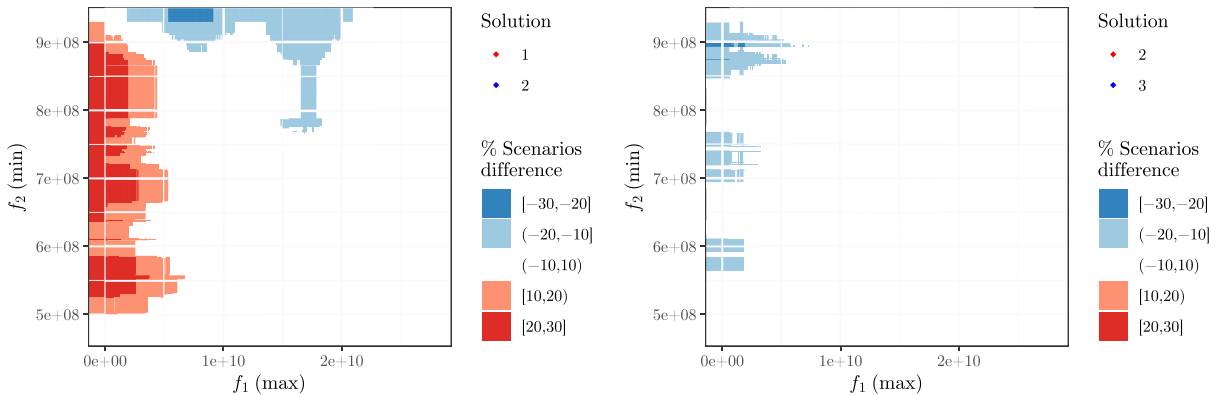 9e+08
8e+08
7e+08
6e+08
5e+08
f₂ (min)
0e+00
1e+10
2e+10
f₁ (max)
Solution
1
2
% Scenarios
difference
[−30,−20]
(−20,−10]
(−10,10)
[10,20)
[20,30]
9e+08
8e+08
7e+08
6e+08
5e+08
f₂ (min)
0e+00
1e+10
2e+10
f₁ (max)
Solution
2
3
% Scenarios
difference
[−30,−20]
(−20,−10]
(−10,10)
[10,20)
[20,30]